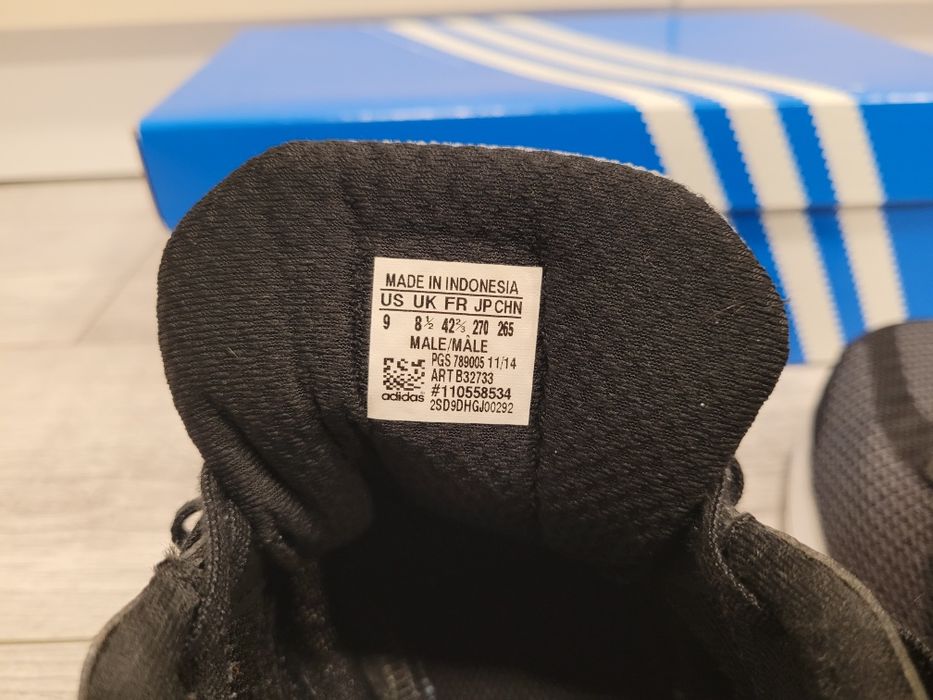 MADE IN INDONESIA
US UK FR JP CHN
9 8½ 42⅔ 270 265
MALE/MÂLE
PGS 789005 11/14
ART B32733
#110558534
adidas 2SD9DHGJ00292